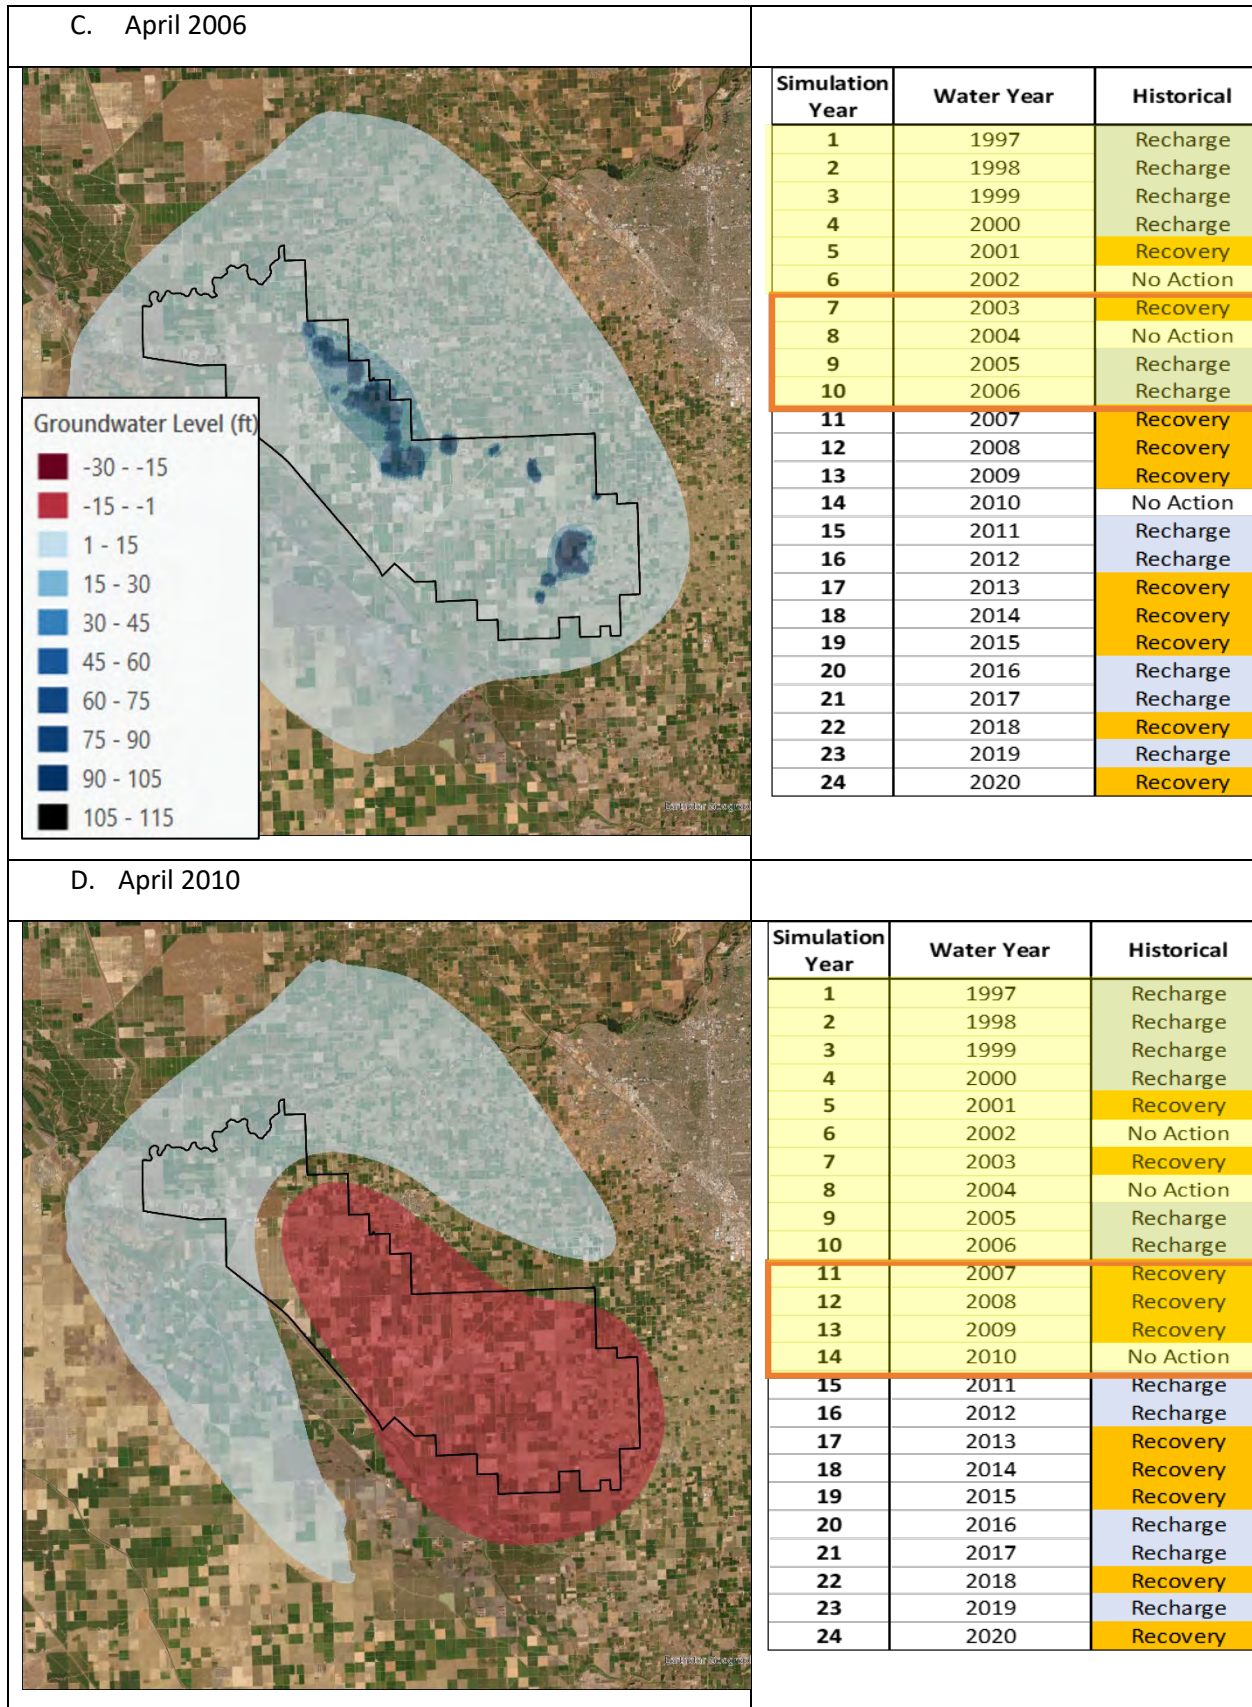 C. April 2006
Simulation Year Water Year Historical
1 1997 Recharge
2 1998 Recharge
3 1999 Recharge
4 2000 Recharge
5 2001 Recovery
6 2002 No Action
7 2003 Recovery
8 2004 No Action
9 2005 Recharge
10 2006 Recharge
11 2007 Recovery
12 2008 Recovery
13 2009 Recovery
14 2010 No Action
15 2011 Recharge
16 2012 Recharge
17 2013 Recovery
18 2014 Recovery
19 2015 Recovery
20 2016 Recharge
21 2017 Recharge
22 2018 Recovery
23 2019 Recharge
24 2020 Recovery
Groundwater Level (ft)
-30 - -15
-15 - -1
1 - 15
15 - 30
30 - 45
45 - 60
60 - 75
75 - 90
90 - 105
105 - 115
D. April 2010
Simulation Year Water Year Historical
1 1997 Recharge
2 1998 Recharge
3 1999 Recharge
4 2000 Recharge
5 2001 Recovery
6 2002 No Action
7 2003 Recovery
8 2004 No Action
9 2005 Recharge
10 2006 Recharge
11 2007 Recovery
12 2008 Recovery
13 2009 Recovery
14 2010 No Action
15 2011 Recharge
16 2012 Recharge
17 2013 Recovery
18 2014 Recovery
19 2015 Recovery
20 2016 Recharge
21 2017 Recharge
22 2018 Recovery
23 2019 Recharge
24 2020 Recovery